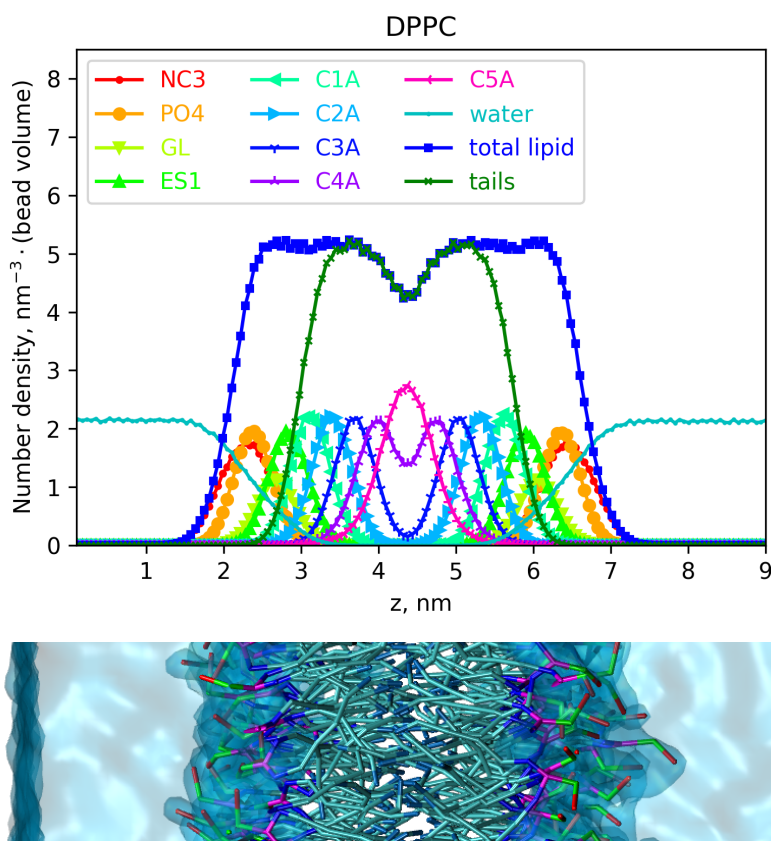 DPPC
Number density, nm⁻³ · (bead volume)
8
7
6
5
4
3
2
1
0
NC3
PO4
GL
ES1
C1A
C2A
C3A
C4A
C5A
water
total lipid
tails
1 2 3 4 5 6 7 8 9
z, nm